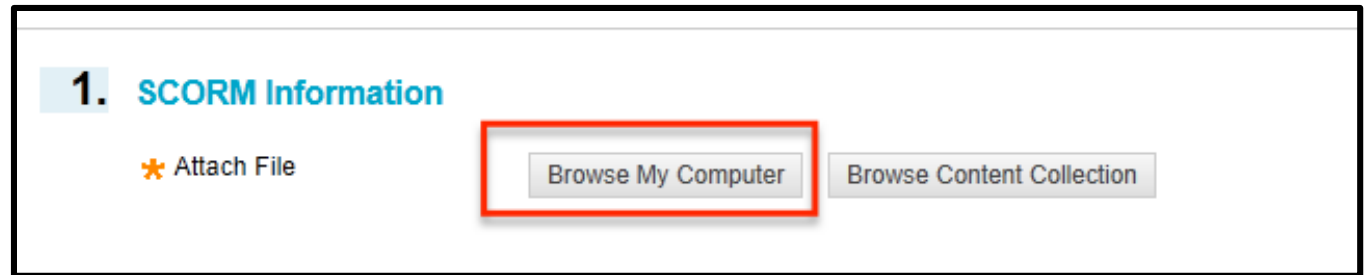 1. SCORM Information
* Attach File Browse My Computer Browse Content Collection